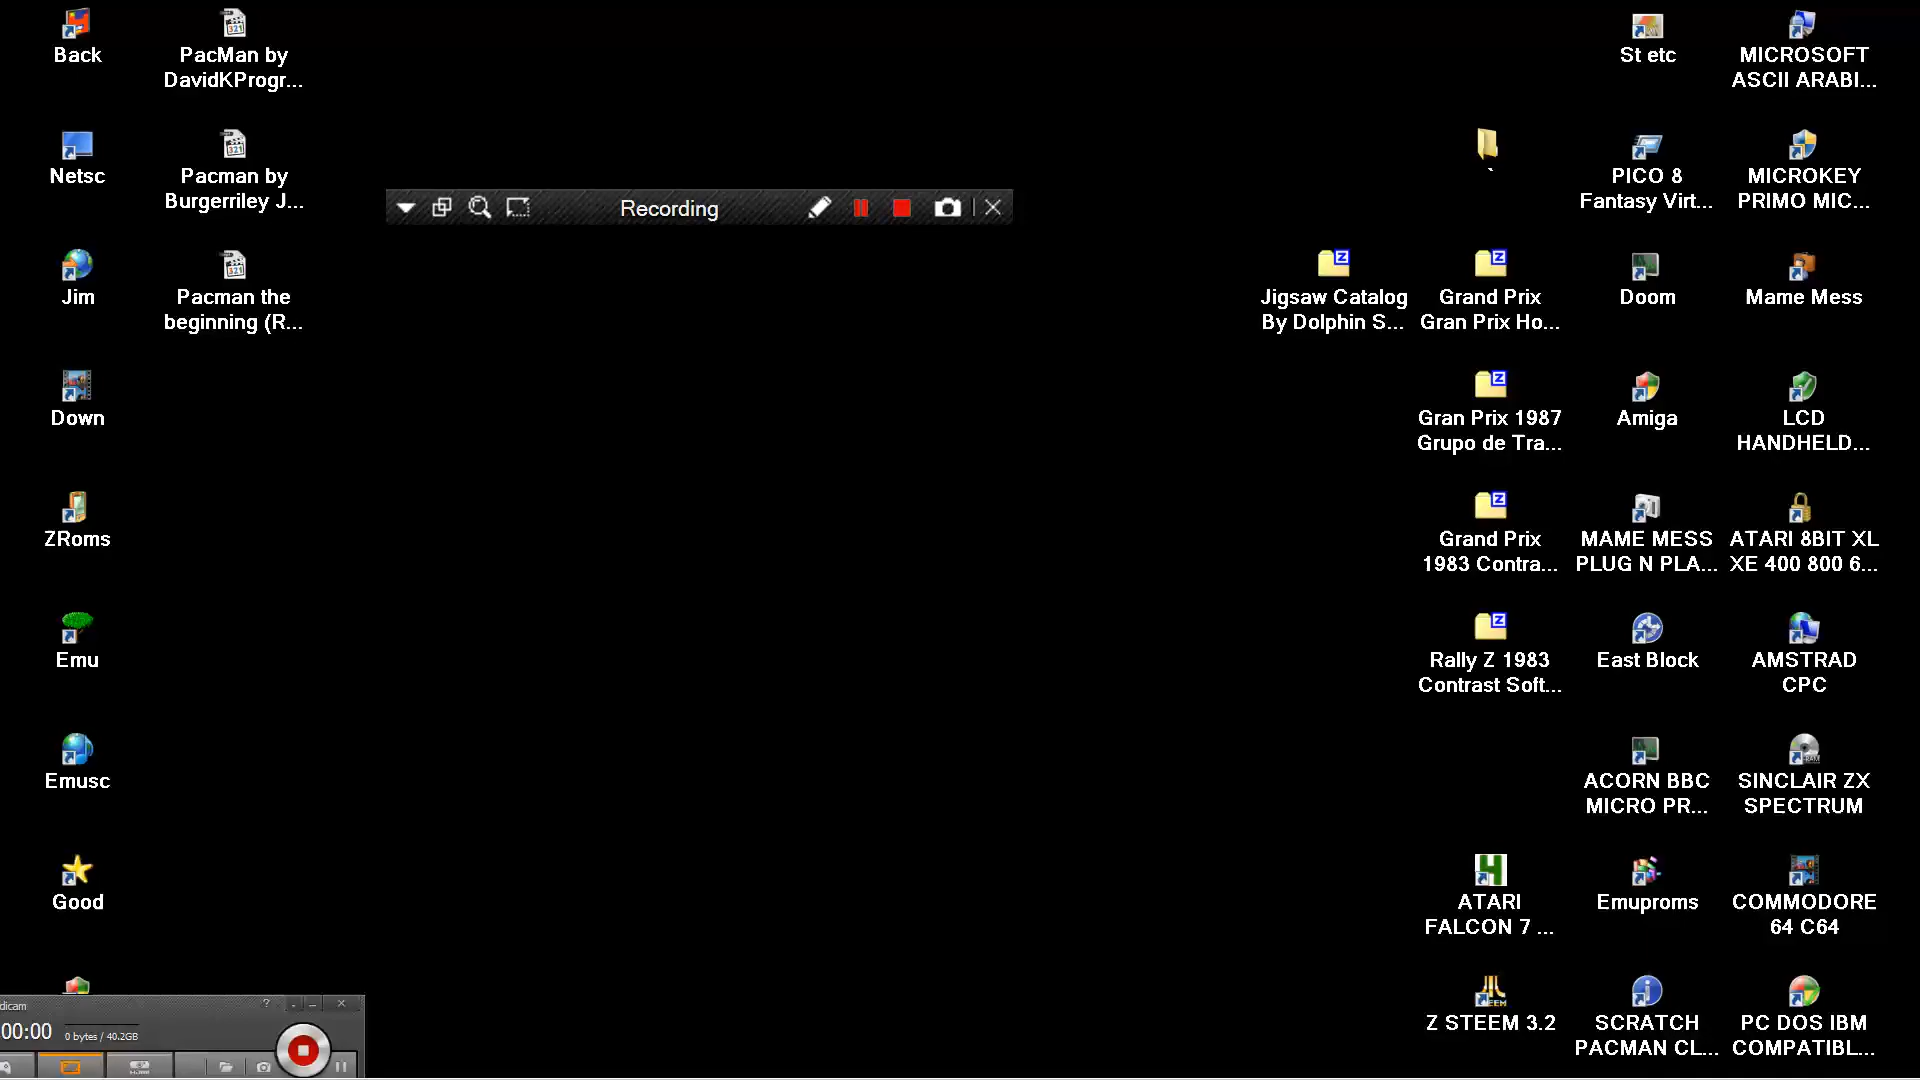 Back
PacMan by
DavidKProgr...
St etc
MICROSOFT
ASCII ARABI...
Netsc
Pacman by
Burgerriley J...
Recording
`
PICO 8
Fantasy Virt...
MICROKEY
PRIMO MIC...
Jim
Pacman the
beginning (R...
Jigsaw Catalog
By Dolphin S...
Grand Prix
Gran Prix Ho...
Doom
Mame Mess
Down
Gran Prix 1987
Grupo de Tra...
Amiga
LCD
HANDHELD...
ZRoms
Grand Prix
1983 Contra...
MAME MESS
PLUG N PLA...
ATARI 8BIT XL
XE 400 800 6...
Emu
Rally Z 1983
Contrast Soft...
East Block
AMSTRAD
CPC
Emusc
ACORN BBC
MICRO PR...
SINCLAIR ZX
SPECTRUM
Good
ATARI
FALCON 7 ...
Emuproms
COMMODORE
64 C64
Z STEEM 3.2
SCRATCH
PACMAN CL...
PC DOS IBM
COMPATIBL...
dicam
00:00
0 bytes / 40.2GB